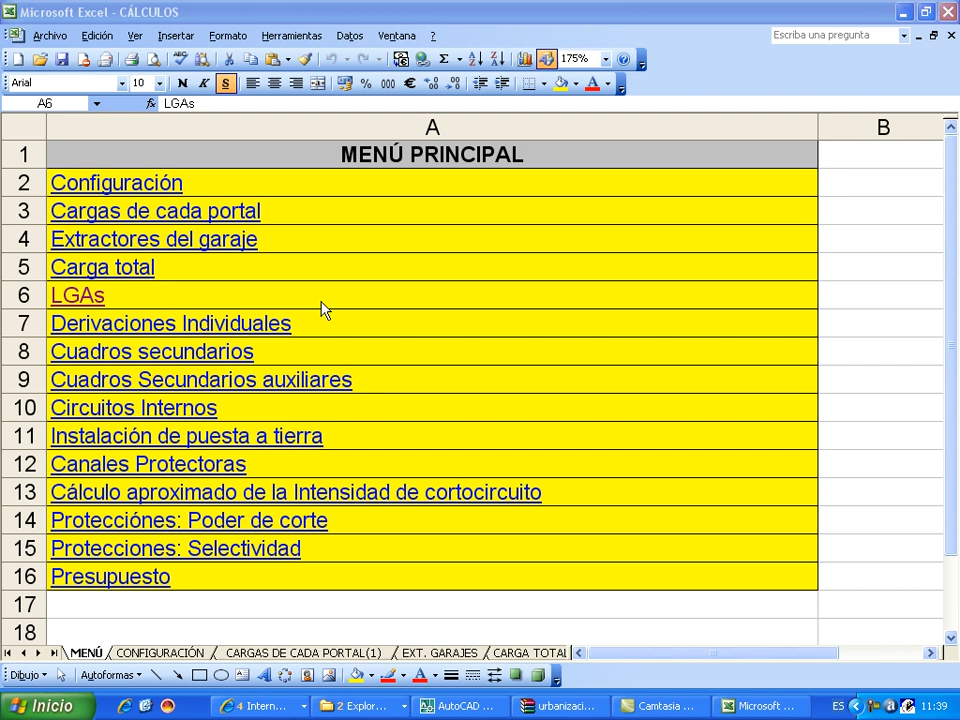 Microsoft Excel - CÁLCULOS
Archivo Edición Ver Insertar Formato Herramientas Datos Ventana ? Escriba una pregunta
175%
Arial 10 N K S % 000 €
A6 fx LGAs
A B
1 MENÚ PRINCIPAL
2 Configuración
3 Cargas de cada portal
4 Extractores del garaje
5 Carga total
6 LGAs
7 Derivaciones Individuales
8 Cuadros secundarios
9 Cuadros Secundarios auxiliares
10 Circuitos Internos
11 Instalación de puesta a tierra
12 Canales Protectoras
13 Cálculo aproximado de la Intensidad de cortocircuito
14 Protecciónes: Poder de corte
15 Protecciones: Selectividad
16 Presupuesto
17
18
MENÚ CONFIGURACIÓN CARGAS DE CADA PORTAL(1) EXT. GARAJES CARGA TOTAL
Dibujo Autoformas
Inicio 4 Intern... 2 Explor... AutoCAD ... urbanizaci... Camtasia ... Microsoft ... ES 11:39